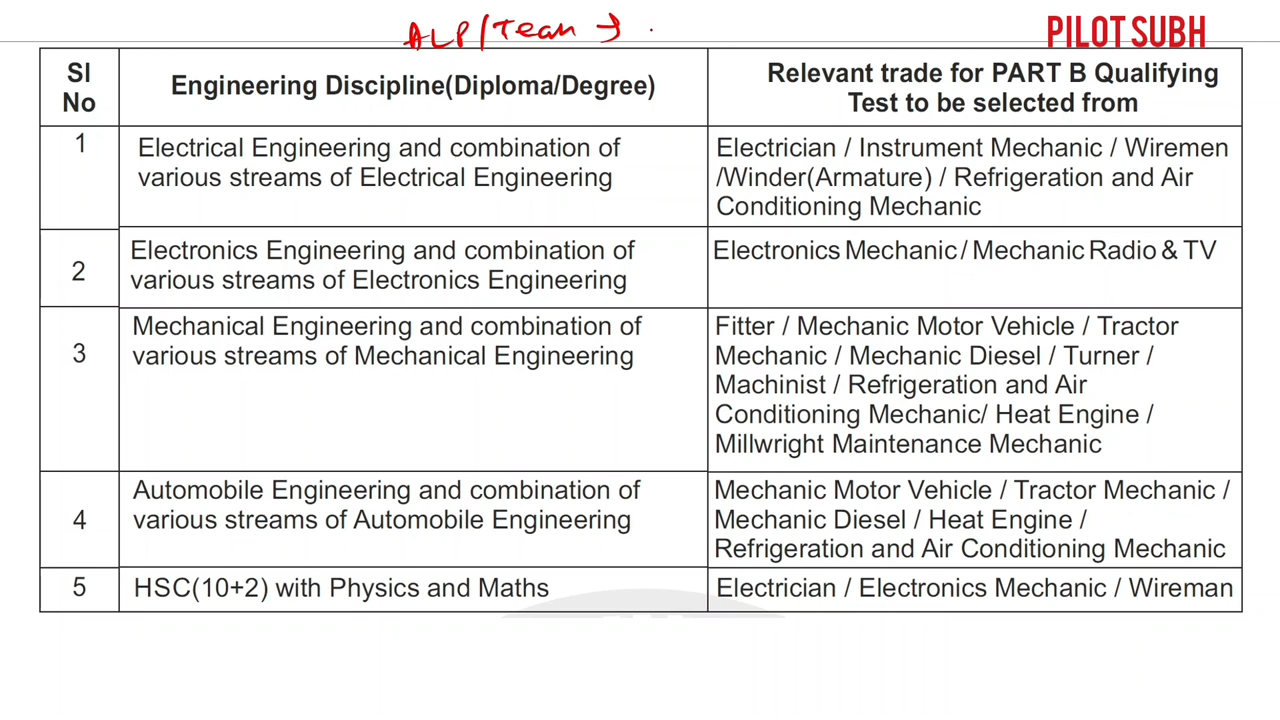 ALP/Tean →
PILOT SUBH
Sl
No
Engineering Discipline(Diploma/Degree)
Relevant trade for PART B Qualifying
Test to be selected from
1
Electrical Engineering and combination of
various streams of Electrical Engineering
Electrician / Instrument Mechanic / Wiremen
/Winder(Armature) / Refrigeration and Air
Conditioning Mechanic
2
Electronics Engineering and combination of
various streams of Electronics Engineering
Electronics Mechanic / Mechanic Radio & TV
3
Mechanical Engineering and combination of
various streams of Mechanical Engineering
Fitter / Mechanic Motor Vehicle / Tractor
Mechanic / Mechanic Diesel / Turner /
Machinist / Refrigeration and Air
Conditioning Mechanic/ Heat Engine /
Millwright Maintenance Mechanic
4
Automobile Engineering and combination of
various streams of Automobile Engineering
Mechanic Motor Vehicle / Tractor Mechanic /
Mechanic Diesel / Heat Engine /
Refrigeration and Air Conditioning Mechanic
5
HSC(10+2) with Physics and Maths
Electrician / Electronics Mechanic / Wireman